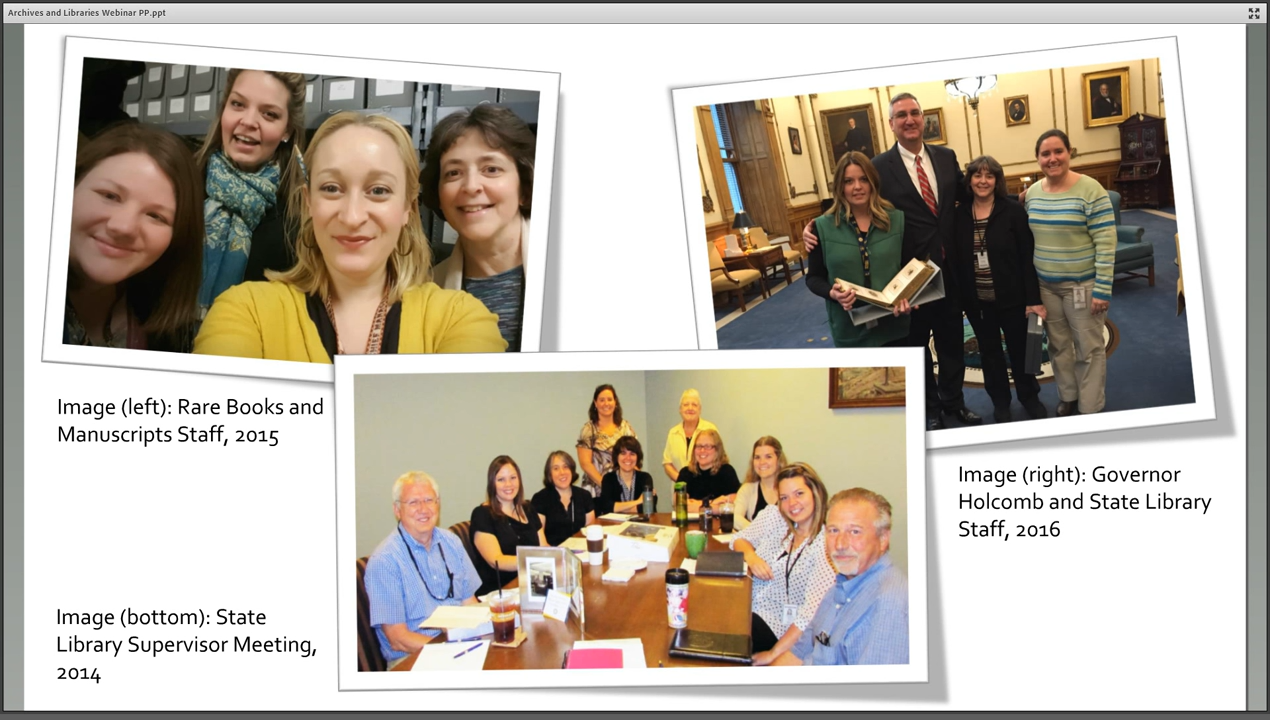 Archives and Libraries Webinar PP.ppt
Image (left): Rare Books and
Manuscripts Staff, 2015
Image (right): Governor
Holcomb and State Library
Staff, 2016
Image (bottom): State
Library Supervisor Meeting,
2014